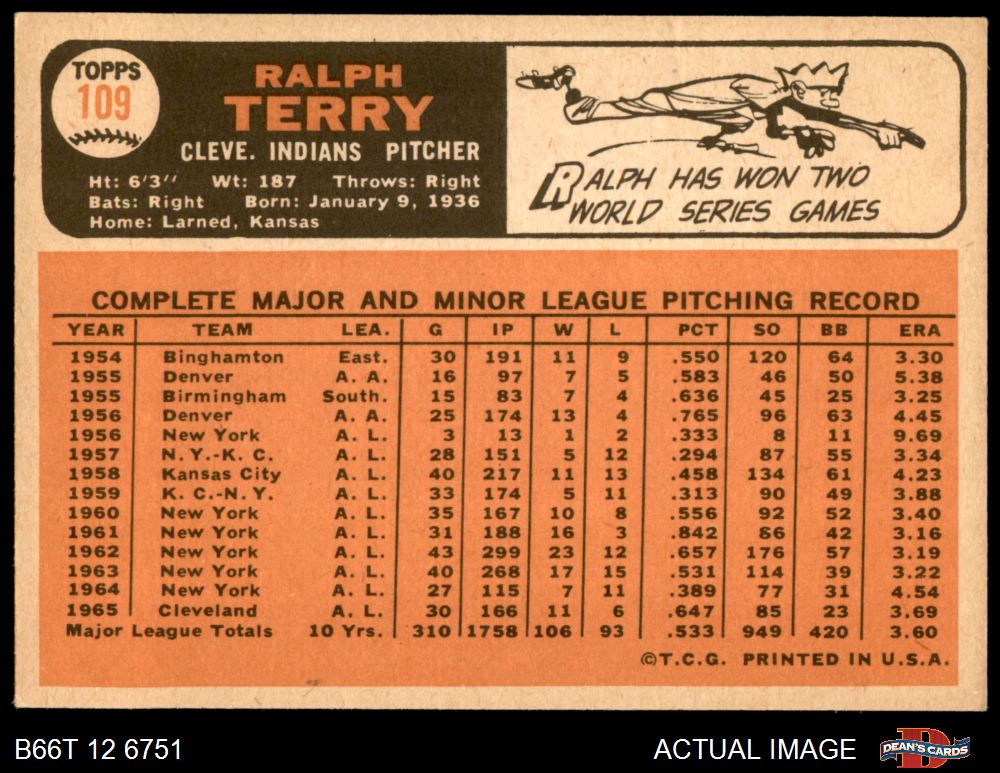 TOPPS
109
RALPH
TERRY
CLEVE. INDIANS PITCHER
Ht: 6'3'' Wt: 187 Throws: Right
Bats: Right Born: January 9, 1936
Home: Larned, Kansas
RALPH HAS WON TWO
WORLD SERIES GAMES
COMPLETE MAJOR AND MINOR LEAGUE PITCHING RECORD
YEAR TEAM LEA. G IP W L PCT SO BB ERA
1954 Binghamton East. 30 191 11 9 .550 120 64 3.30
1955 Denver A. A. 16 97 7 5 .583 46 50 5.38
1955 Birmingham South. 15 83 7 4 .636 45 25 3.25
1956 Denver A. A. 25 174 13 4 .765 96 63 4.45
1956 New York A. L. 3 13 1 2 .333 8 11 9.69
1957 N.Y.-K. C. A. L. 28 151 5 12 .294 87 55 3.34
1958 Kansas City A. L. 40 217 11 13 .458 134 61 4.23
1959 K. C.-N. Y. A. L. 33 174 5 11 .313 90 49 3.88
1960 New York A. L. 35 167 10 8 .556 92 52 3.40
1961 New York A. L. 31 188 16 3 .842 86 42 3.16
1962 New York A. L. 43 299 23 12 .657 176 57 3.19
1963 New York A. L. 40 268 17 15 .531 114 39 3.22
1964 New York A. L. 27 115 7 11 .389 77 31 4.54
1965 Cleveland A. L. 30 166 11 6 .647 85 23 3.69
Major League Totals 10 Yrs. 310 1758 106 93 .533 949 420 3.60
©T.C.G. PRINTED IN U.S.A.
B66T 12 6751
ACTUAL IMAGE
DEAN'S CARDS